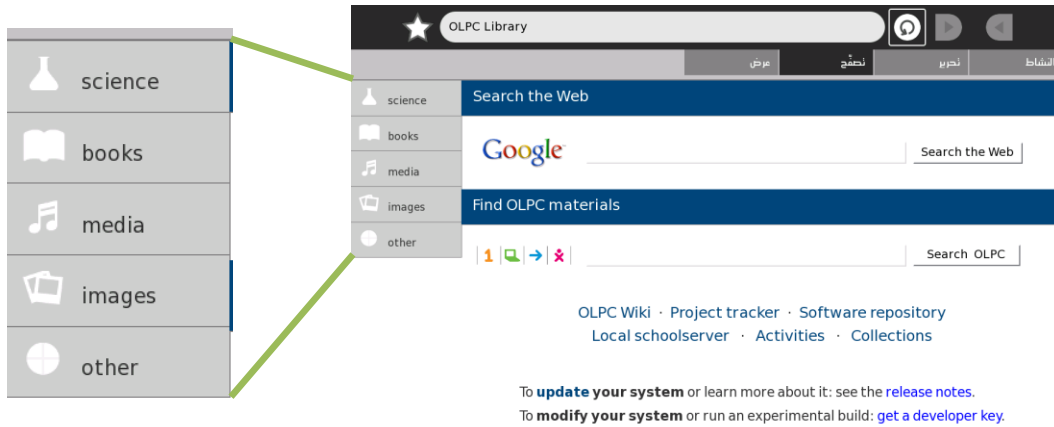 science
books
media
images
other
OLPC Library
النشاط تحرير تصفّح عرض
science
books
media
images
other
Search the Web
Google
Search the Web
Find OLPC materials
1
Search OLPC
OLPC Wiki · Project tracker · Software repository
Local schoolserver · Activities · Collections
To update your system or learn more about it: see the release notes.
To modify your system or run an experimental build: get a developer key.